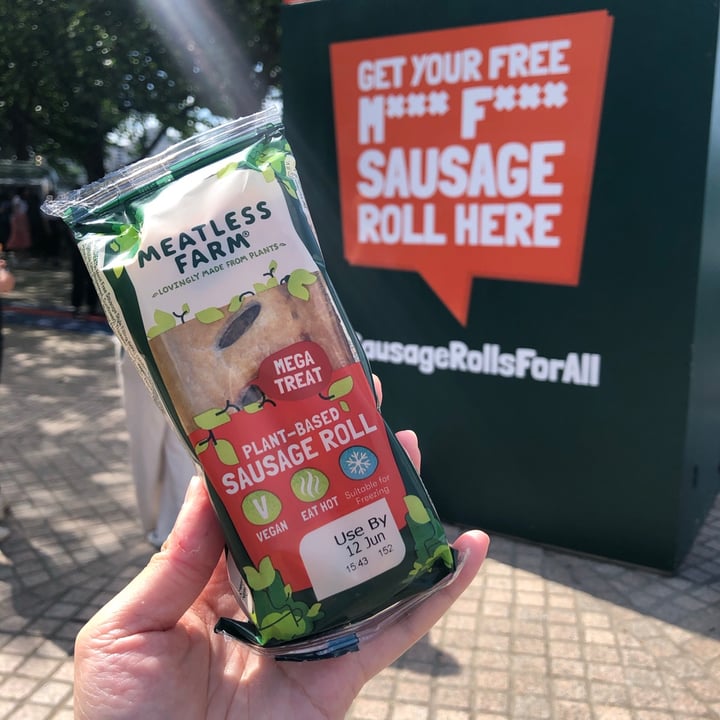 GET YOUR FREE
M*** F***
SAUSAGE
ROLL HERE
SausageRollsForAll
MEATLESS
FARM®
LOVINGLY MADE FROM PLANTS
MEGA
TREAT
PLANT-BASED
SAUSAGE ROLL
V
VEGAN
EAT HOT
Suitable for
Freezing
Use By
12 Jun
15:43 152